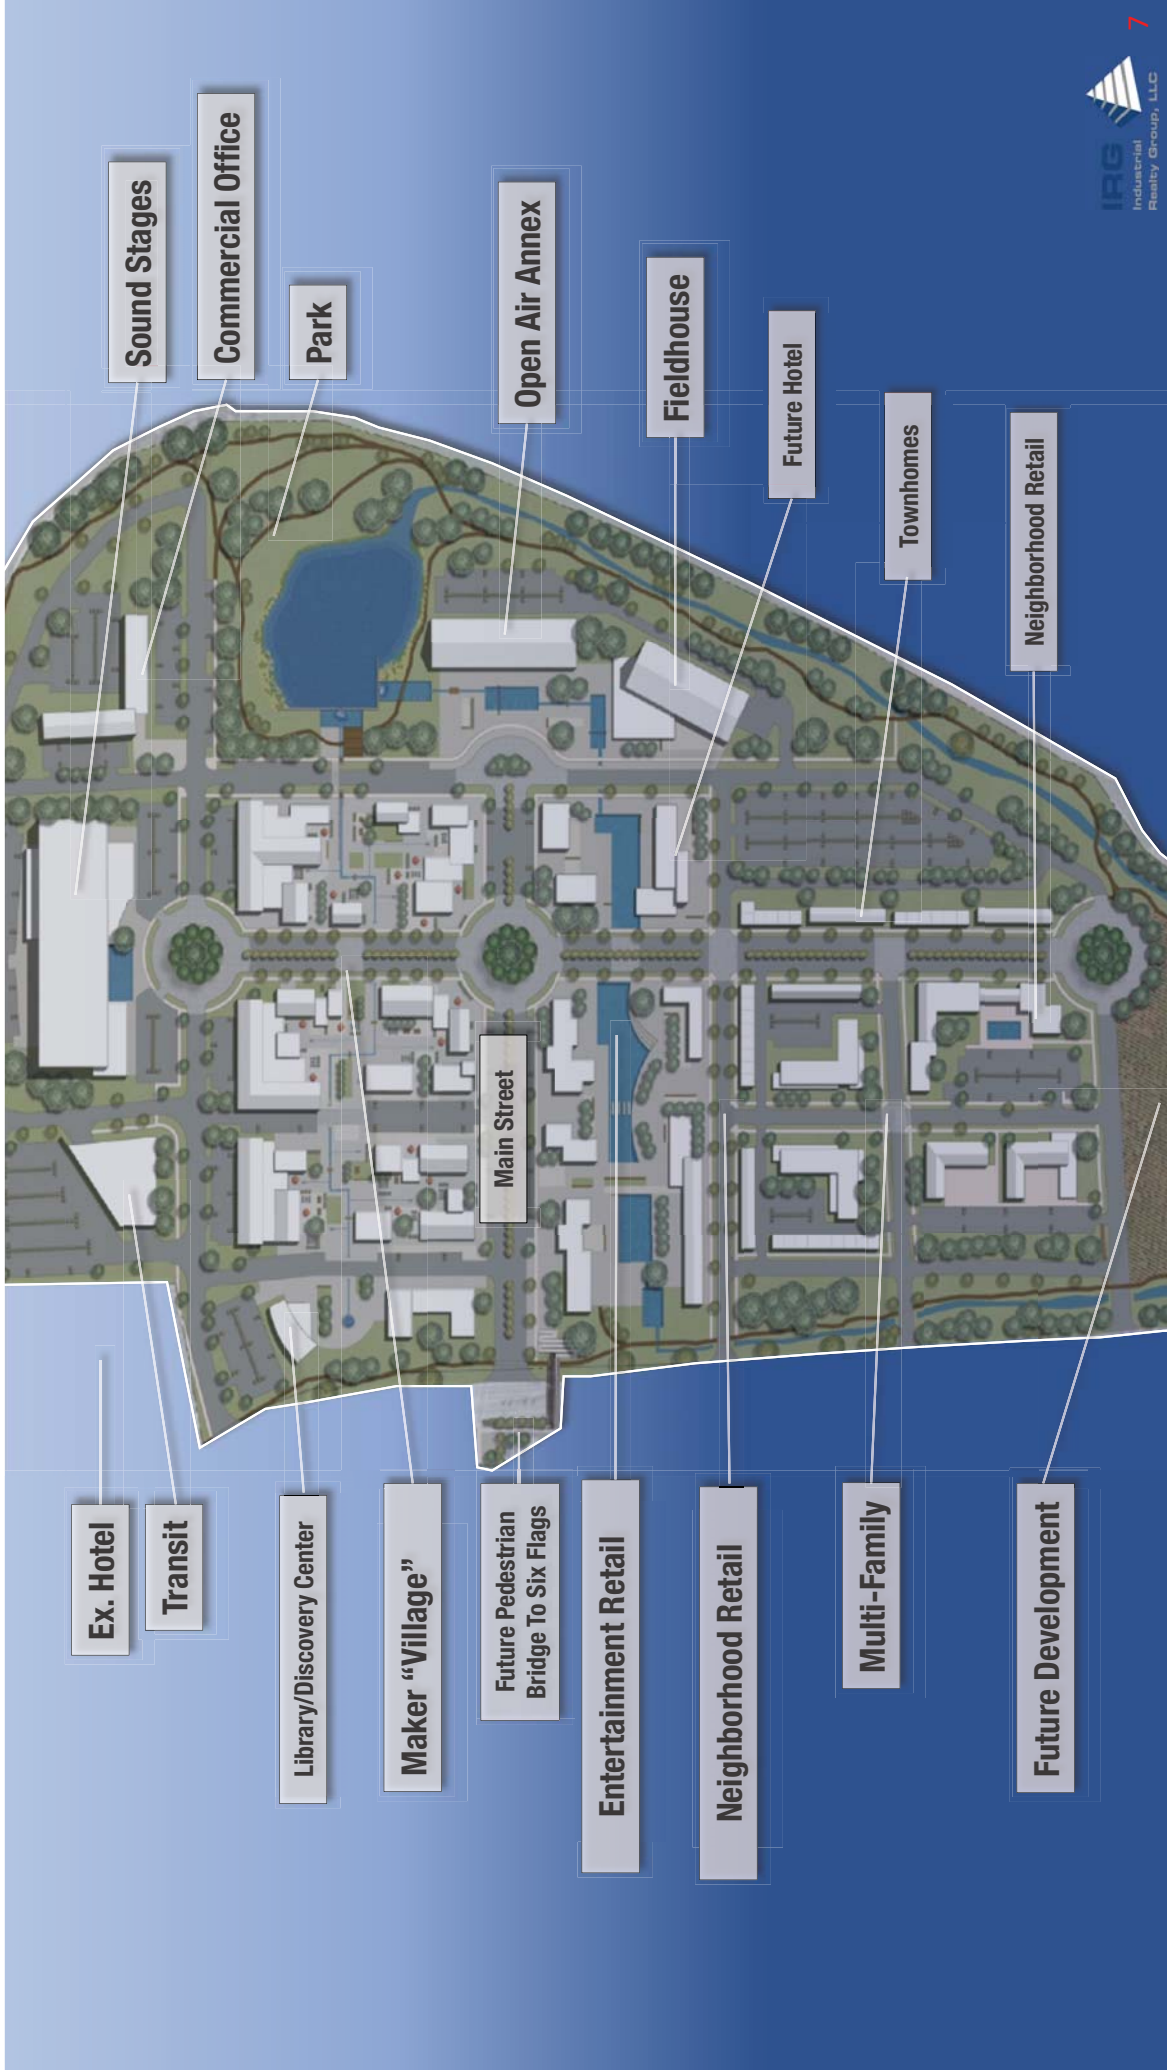 Ex. Hotel
Transit
Library/Discovery Center
Maker “Village”
Future Pedestrian
Bridge To Six Flags
Entertainment Retail
Neighborhood Retail
Multi-Family
Future Development
Main Street
Sound Stages
Commercial Office
Park
Open Air Annex
Fieldhouse
Future Hotel
Townhomes
Neighborhood Retail
IRG
Industrial
Realty Group, LLC
7